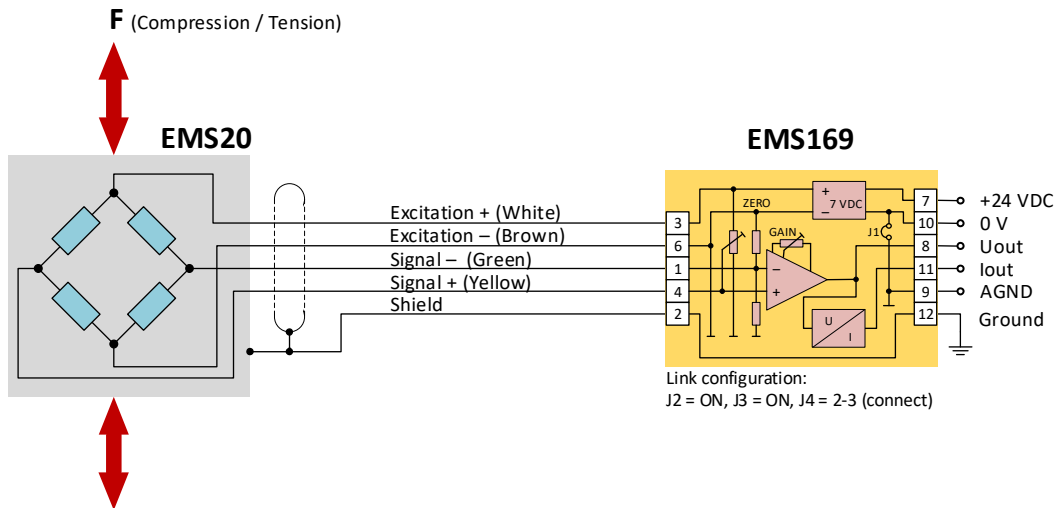 F (Compression / Tension)
EMS20
EMS169
Excitation + (White)
Excitation – (Brown)
Signal – (Green)
Signal + (Yellow)
Shield
3
6
1
4
2
ZERO
GAIN
+
–
7 VDC
J1
–
+
U
I
7
10
8
11
9
12
+24 VDC
0 V
Uout
Iout
AGND
Ground
Link configuration:
J2 = ON, J3 = ON, J4 = 2-3 (connect)